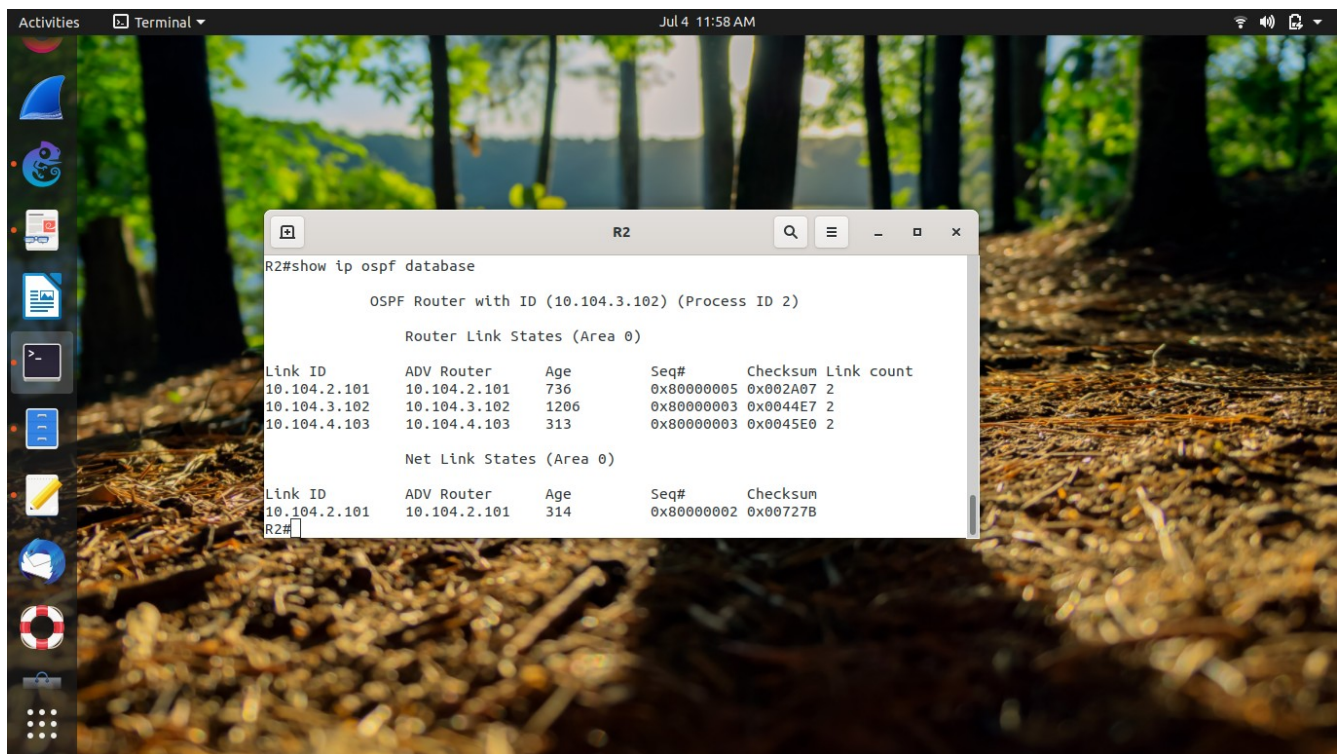 Activities Terminal Jul 4 11:58 AM
R2
R2#show ip ospf database
OSPF Router with ID (10.104.3.102) (Process ID 2)
Router Link States (Area 0)
Link ID ADV Router Age Seq# Checksum Link count
10.104.2.101 10.104.2.101 736 0x80000005 0x002A07 2
10.104.3.102 10.104.3.102 1206 0x80000003 0x0044E7 2
10.104.4.103 10.104.4.103 313 0x80000003 0x0045E0 2
Net Link States (Area 0)
Link ID ADV Router Age Seq# Checksum
10.104.2.101 10.104.2.101 314 0x80000002 0x00727B
R2#